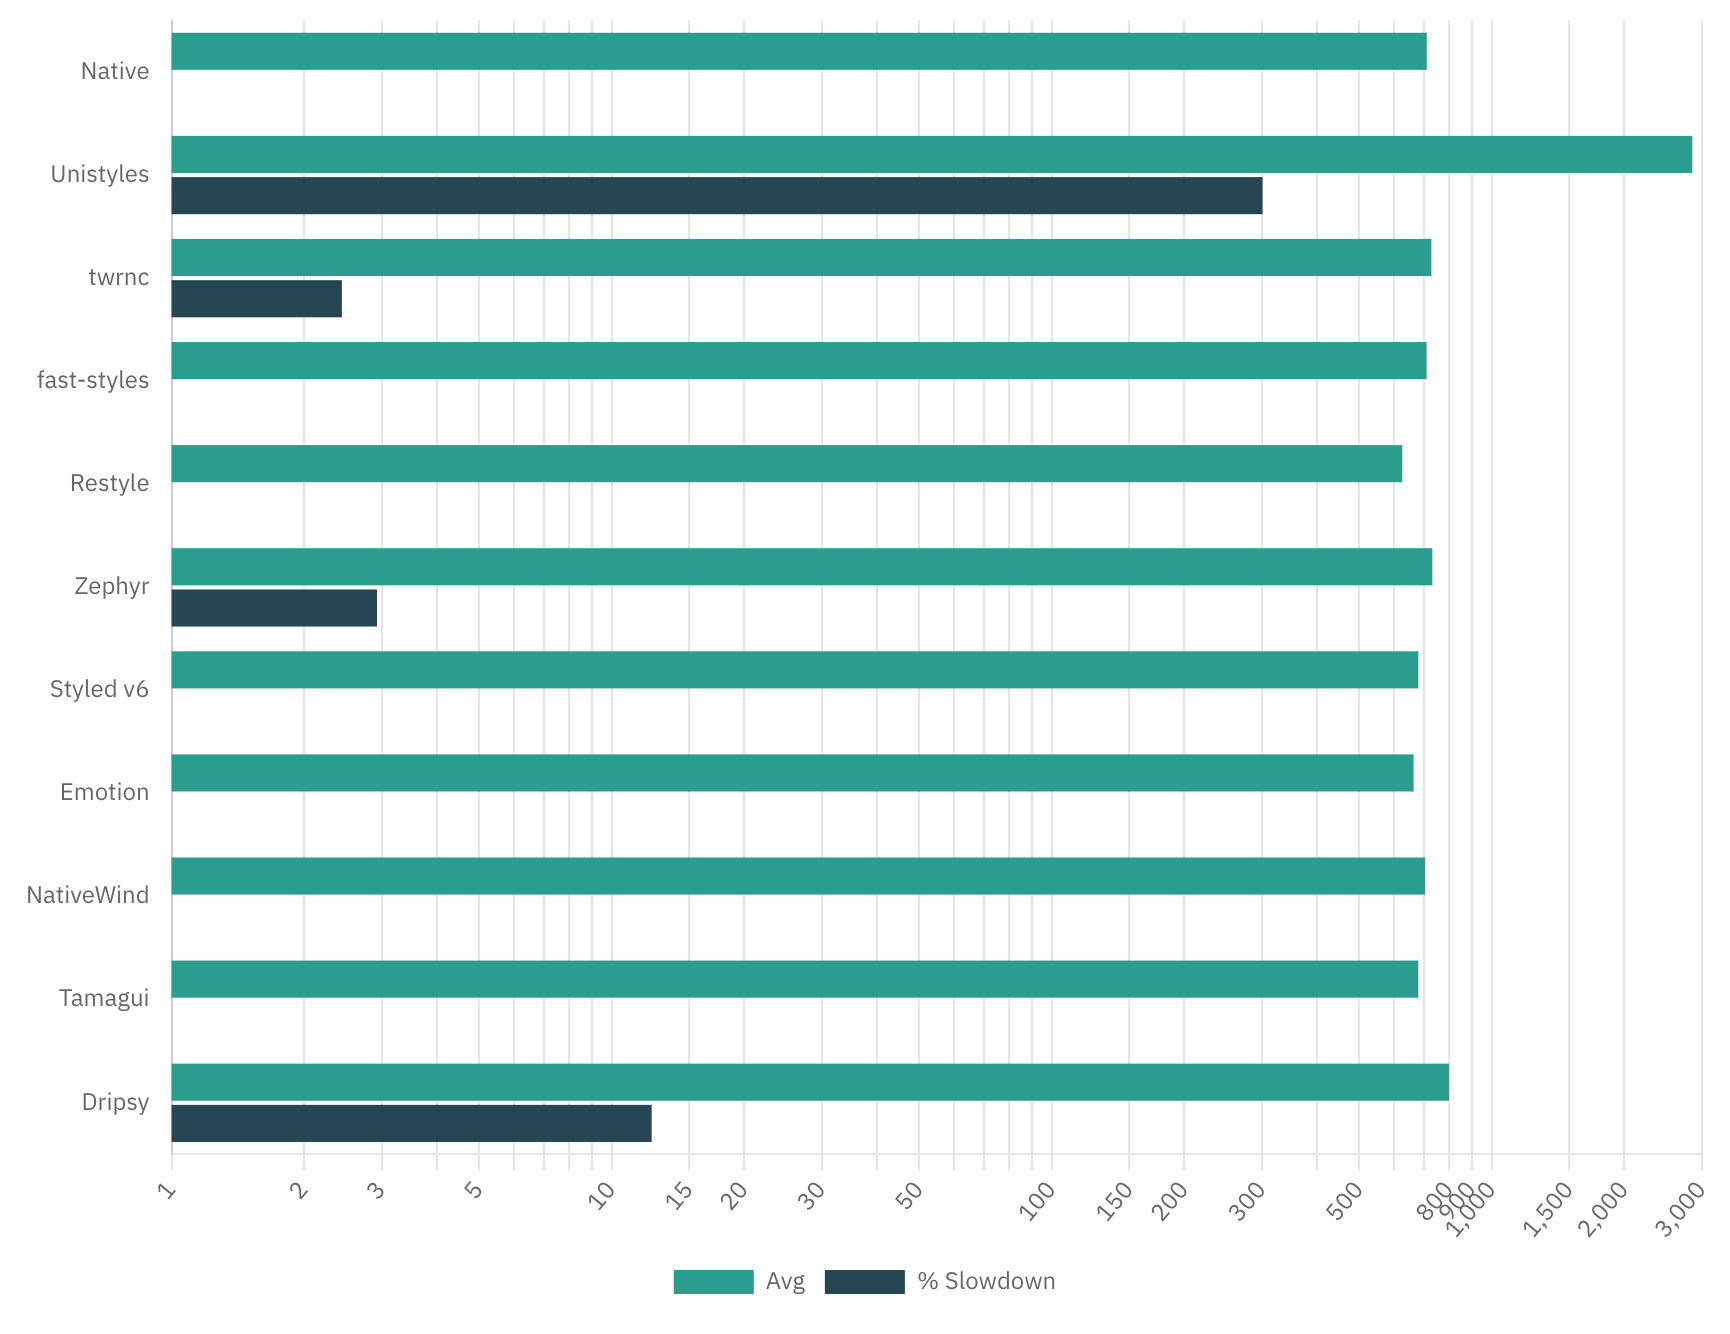 Native
Unistyles
twrnc
fast-styles
Restyle
Zephyr
Styled v6
Emotion
NativeWind
Tamagui
Dripsy
1 2 3 5 10 15 20 30 50 100 150 200 300 500 800 900 1,000 1,500 2,000 3,000
Avg % Slowdown